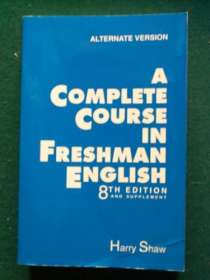 ALTERNATE VERSION
A
COMPLETE
COURSE
IN
FRESHMAN
ENGLISH
8TH EDITION
AND SUPPLEMENT
Harry Shaw